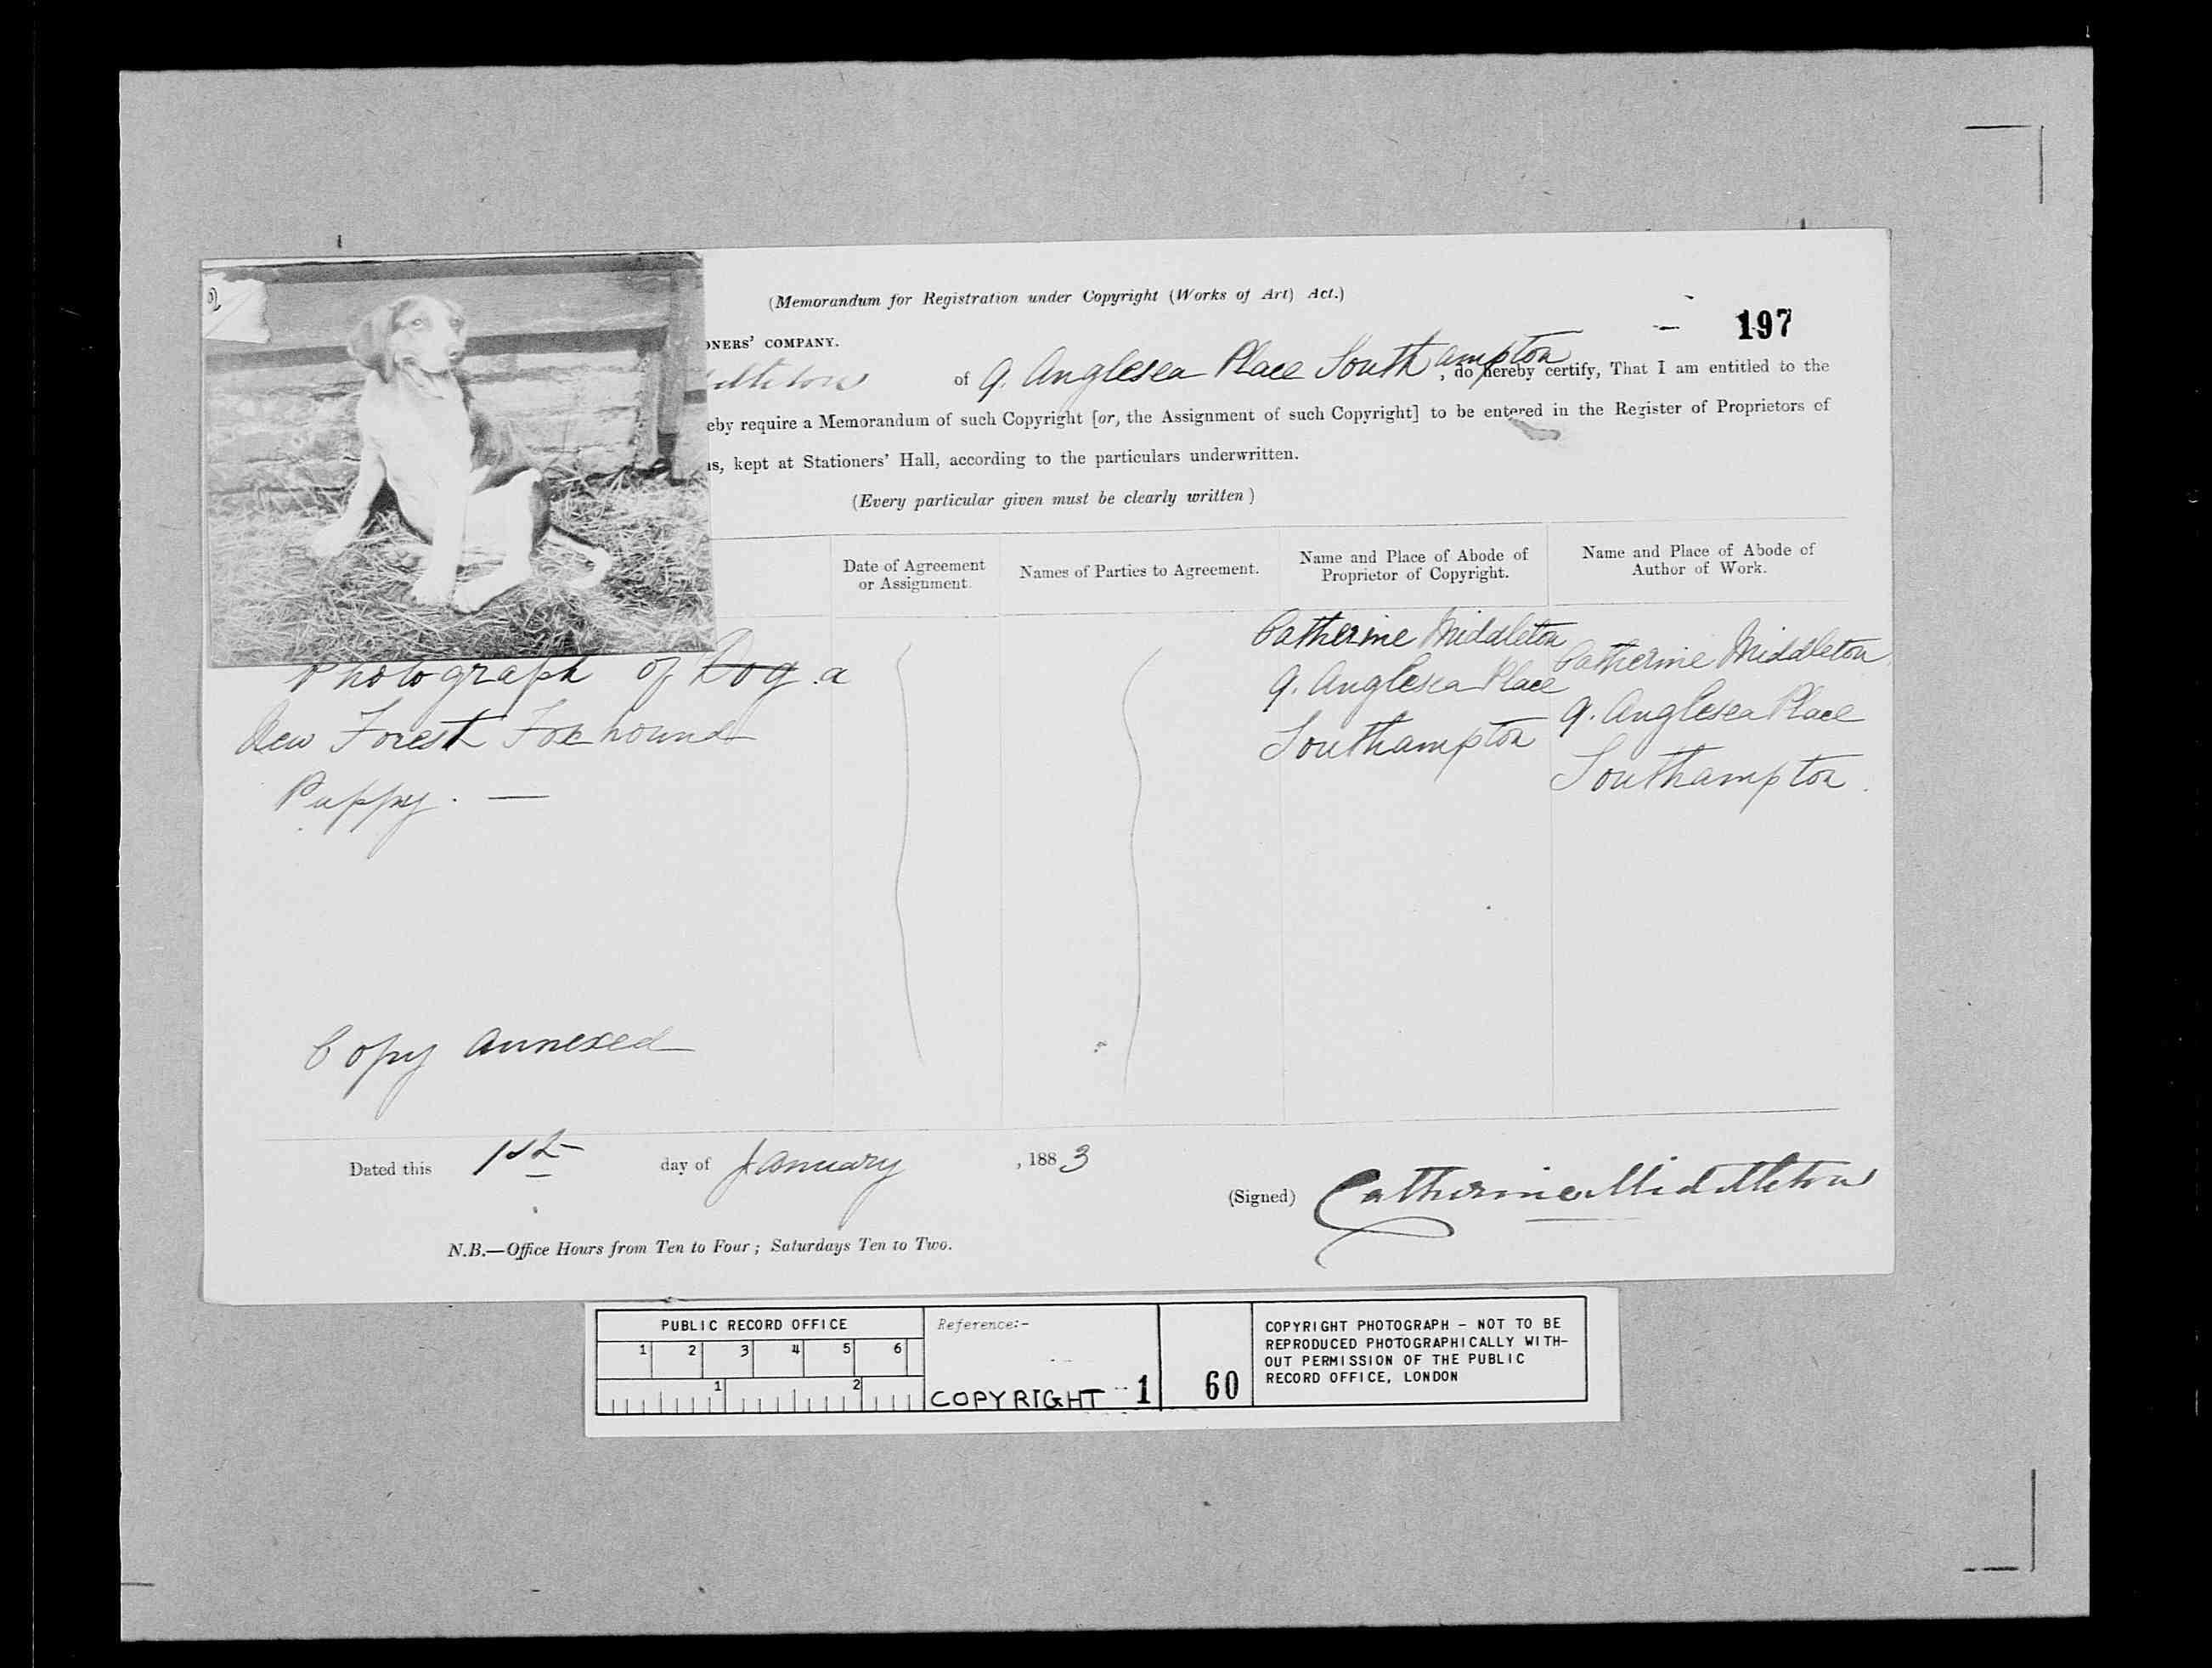 (Memorandum for Registration under Copyright (Works of Art) Act.)
197
ONERS' COMPANY.
ddleton of 9. Anglesea Place Southampton, do hereby certify, That I am entitled to the
eby require a Memorandum of such Copyright [or, the Assignment of such Copyright] to be entered in the Register of Proprietors of
ns, kept at Stationers' Hall, according to the particulars underwritten.
(Every particular given must be clearly written)
Date of Agreement
or Assignment.
Names of Parties to Agreement.
Name and Place of Abode of
Proprietor of Copyright.
Name and Place of Abode of
Author of Work.
Photograph of Dog a
New Forest Foxhound
Puppy. —
Copy annexed
Catherine Middleton
9. Anglesea Place
Southampton
Catherine Middleton
9. Anglesea Place
Southampton.
Dated this 1st day of January, 1883
(Signed) Catherine Middleton
N.B.—Office Hours from Ten to Four; Saturdays Ten to Two.
PUBLIC RECORD OFFICE
1 2 3 4 5 6
1 2
Reference:-
COPYRIGHT 1 60
COPYRIGHT PHOTOGRAPH - NOT TO BE
REPRODUCED PHOTOGRAPHICALLY WITH-
OUT PERMISSION OF THE PUBLIC
RECORD OFFICE, LONDON